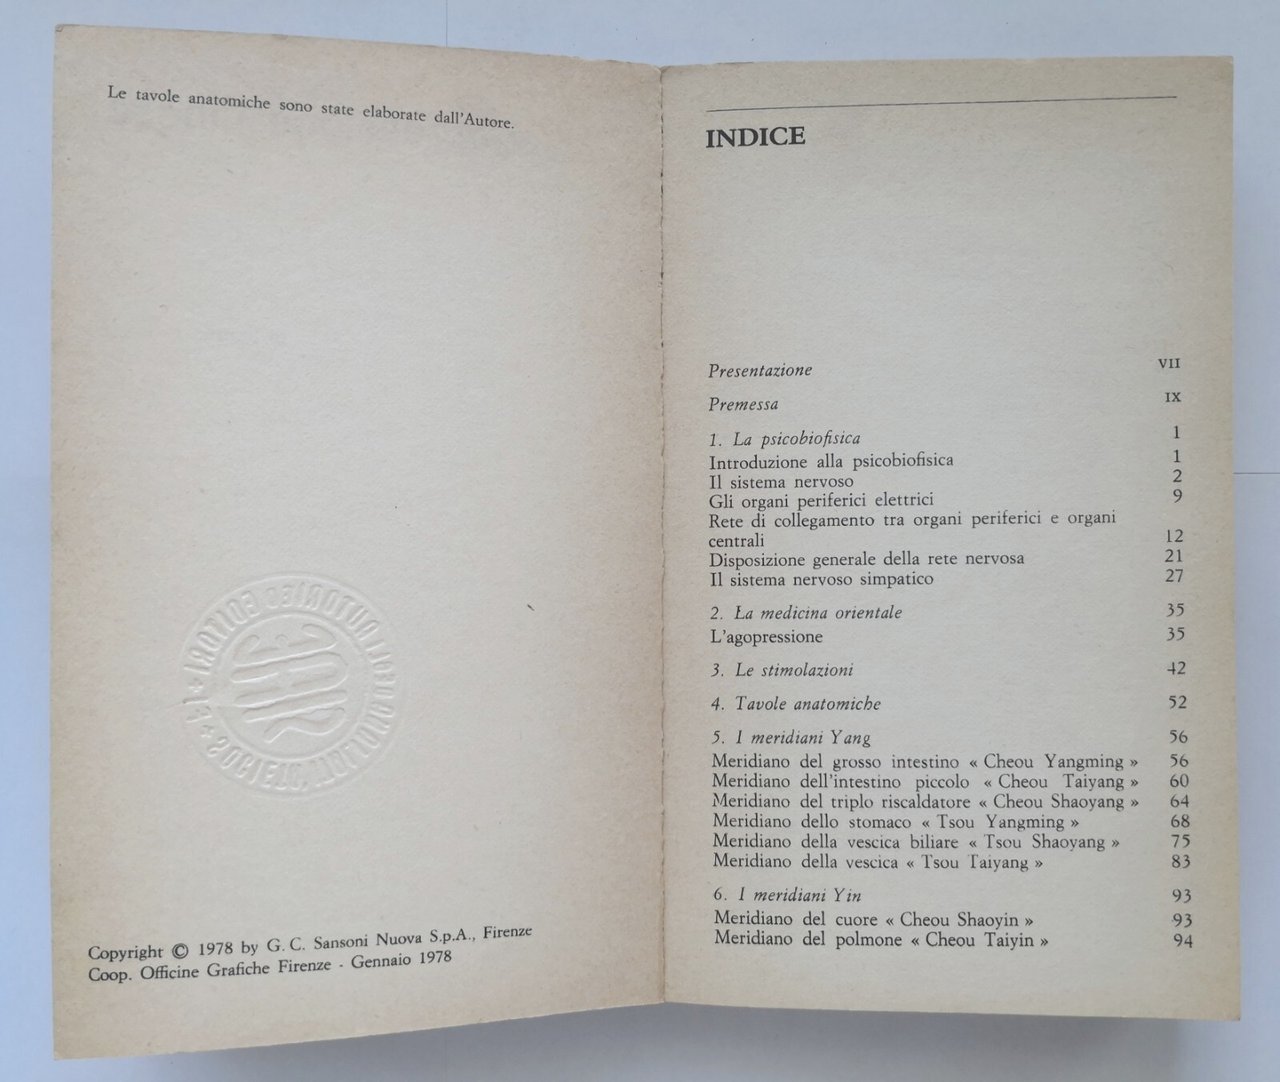 Le tavole anatomiche sono state elaborate dall'Autore.
Copyright © 1978 by G. C. Sansoni Nuova S.p.A., Firenze
Coop. Officine Grafiche Firenze - Gennaio 1978
INDICE
Presentazione VII
Premessa IX
1. La psicobiofisica 1
Introduzione alla psicobiofisica 1
Il sistema nervoso 2
Gli organi periferici elettrici 9
Rete di collegamento tra organi periferici e organi
centrali 12
Disposizione generale della rete nervosa 21
Il sistema nervoso simpatico 27
2. La medicina orientale 35
L'agopressione 35
3. Le stimolazioni 42
4. Tavole anatomiche 52
5. I meridiani Yang 56
Meridiano del grosso intestino « Cheou Yangming » 56
Meridiano dell'intestino piccolo « Cheou Taiyang » 60
Meridiano del triplo riscaldatore « Cheou Shaoyang » 64
Meridiano dello stomaco « Tsou Yangming » 68
Meridiano della vescica biliare « Tsou Shaoyang » 75
Meridiano della vescica « Tsou Taiyang » 83
6. I meridiani Yin 93
Meridiano del cuore « Cheou Shaoyin » 93
Meridiano del polmone « Cheou Taiyin » 94